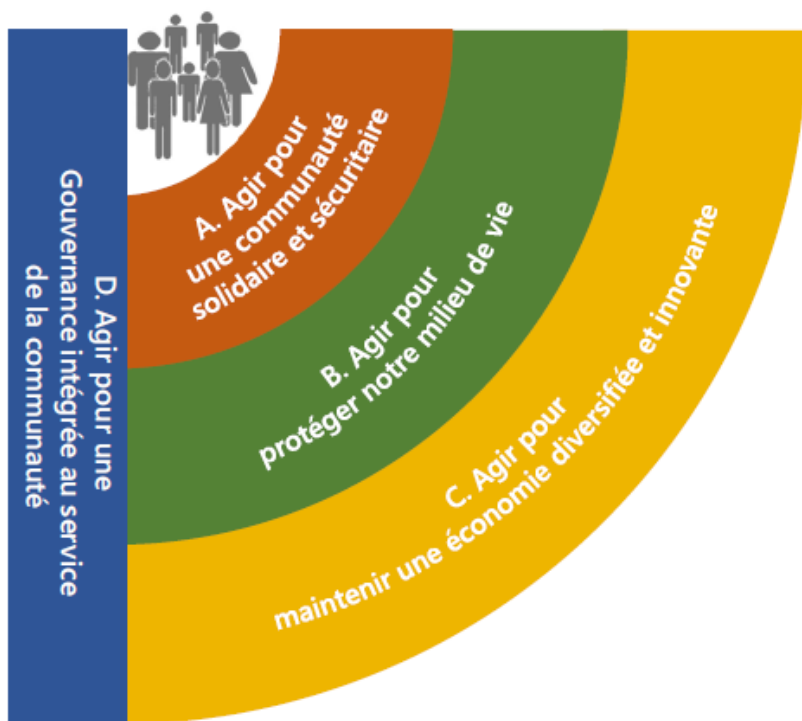 A. Agir pour
une communauté
solidaire et sécuritaire
B. Agir pour
protéger notre milieu de vie
C. Agir pour
maintenir une économie diversifiée et innovante
D. Agir pour une
Gouvernance intégrée au service
de la communauté